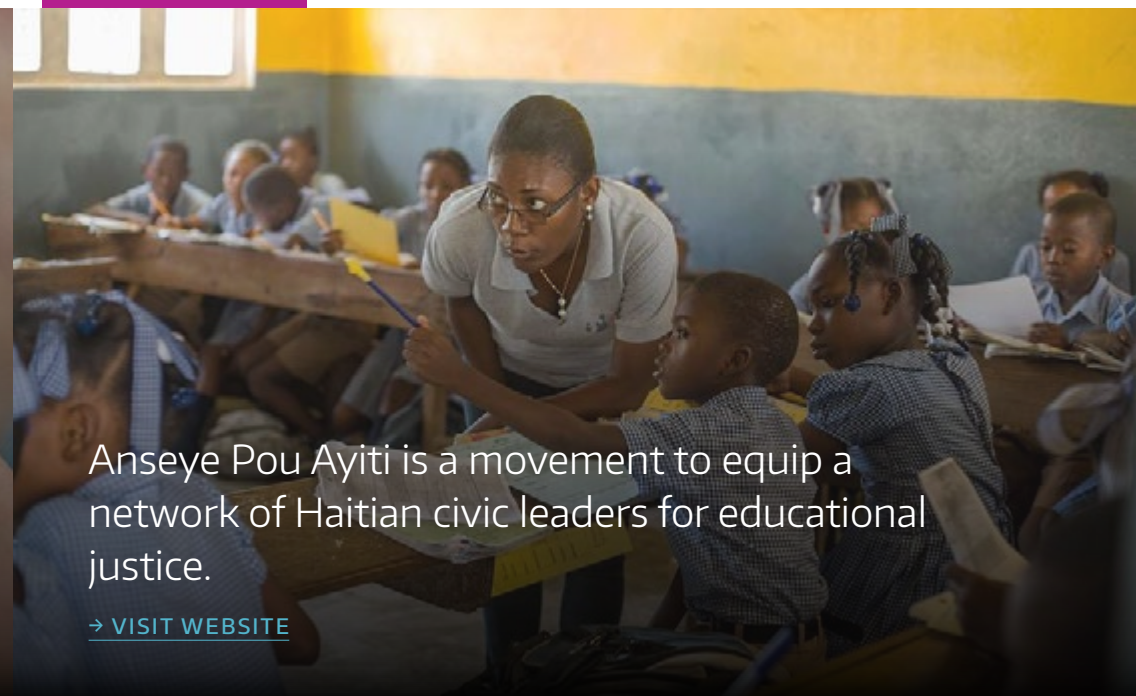 Anseye Pou Ayiti is a movement to equip a
network of Haitian civic leaders for educational
justice.
→ VISIT WEBSITE